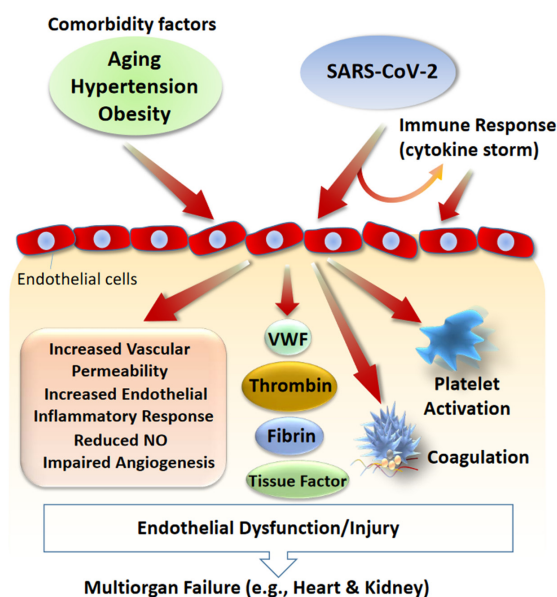 Comorbidity factors
Aging
Hypertension
Obesity
SARS-CoV-2
Immune Response
(cytokine storm)
Endothelial cells
Increased Vascular
Permeability
Increased Endothelial
Inflammatory Response
Reduced NO
Impaired Angiogenesis
VWF
Thrombin
Fibrin
Tissue Factor
Platelet
Activation
Coagulation
Endothelial Dysfunction/Injury
Multiorgan Failure (e.g., Heart & Kidney)